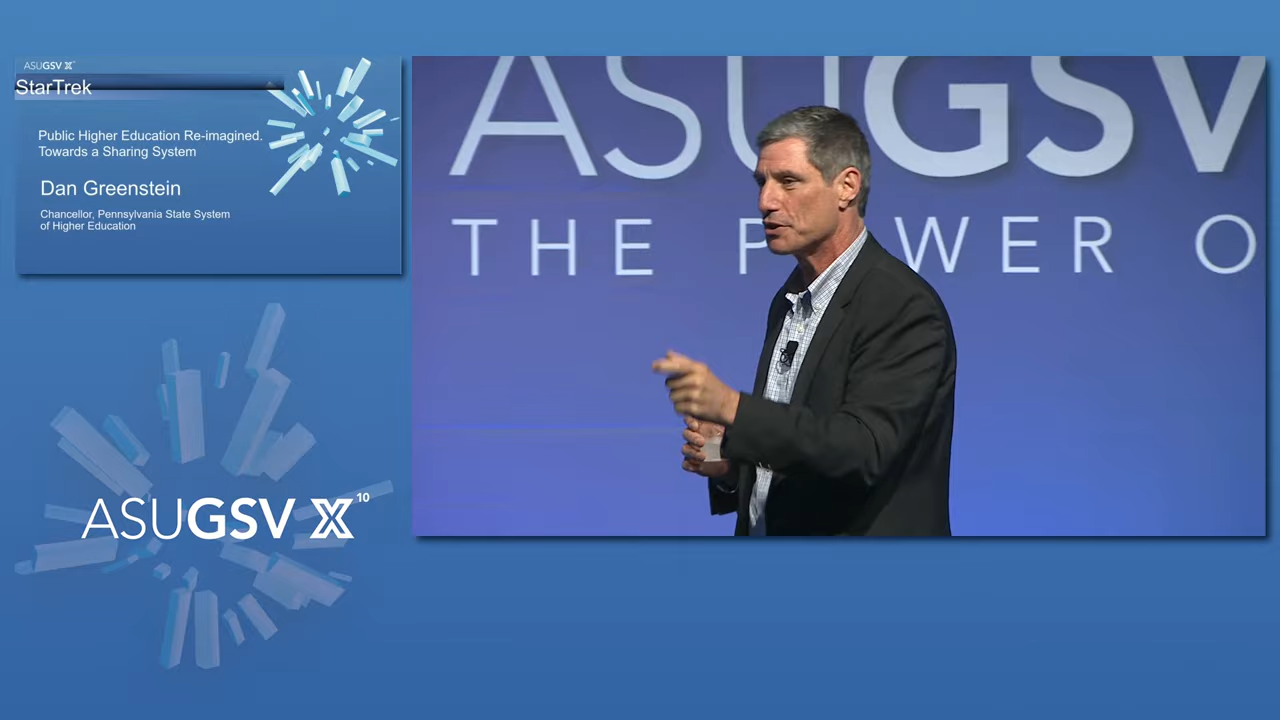 ASUGSV X
StarTrek
Public Higher Education Re-imagined.
Towards a Sharing System
Dan Greenstein
Chancellor, Pennsylvania State System
of Higher Education
ASUGSV X10
ASUGSV
THE P WER O